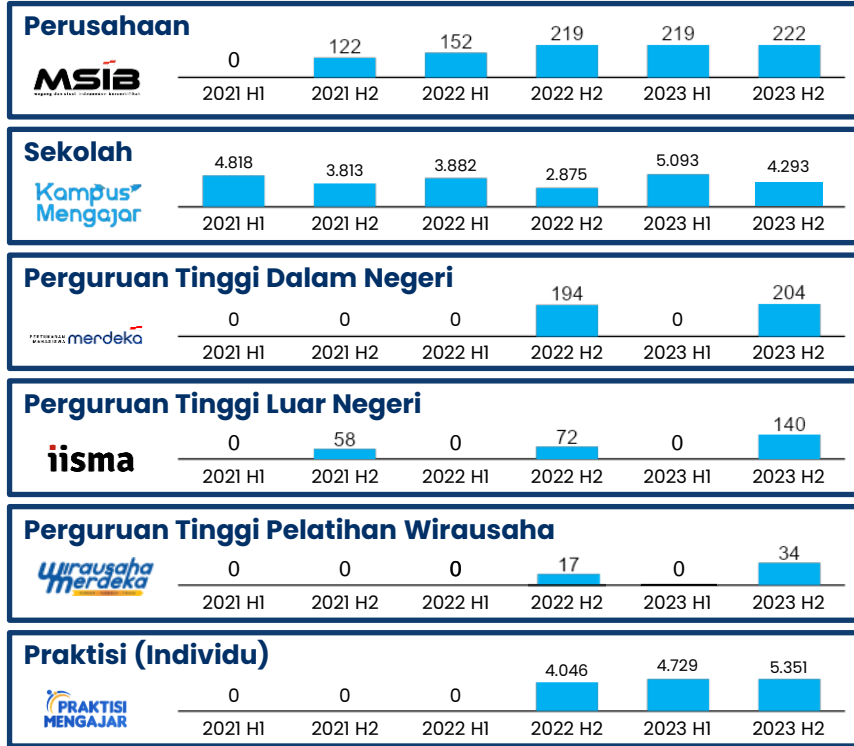 Perusahaan
MSIB
magang dan studi independen bersertifikat
0 122 152 219 219 222
2021 H1 2021 H2 2022 H1 2022 H2 2023 H1 2023 H2
Sekolah
Kampus
Mengajar
4.818 3.813 3.882 2.875 5.093 4.293
2021 H1 2021 H2 2022 H1 2022 H2 2023 H1 2023 H2
Perguruan Tinggi Dalam Negeri
PERTUKARAN
MAHASISWA merdeka
0 0 0 194 0 204
2021 H1 2021 H2 2022 H1 2022 H2 2023 H1 2023 H2
Perguruan Tinggi Luar Negeri
iisma
0 58 0 72 0 140
2021 H1 2021 H2 2022 H1 2022 H2 2023 H1 2023 H2
Perguruan Tinggi Pelatihan Wirausaha
Wirausaha
merdeka
0 0 0 17 0 34
2021 H1 2021 H2 2022 H1 2022 H2 2023 H1 2023 H2
Praktisi (Individu)
PRAKTISI
MENGAJAR
0 0 0 4.046 4.729 5.351
2021 H1 2021 H2 2022 H1 2022 H2 2023 H1 2023 H2